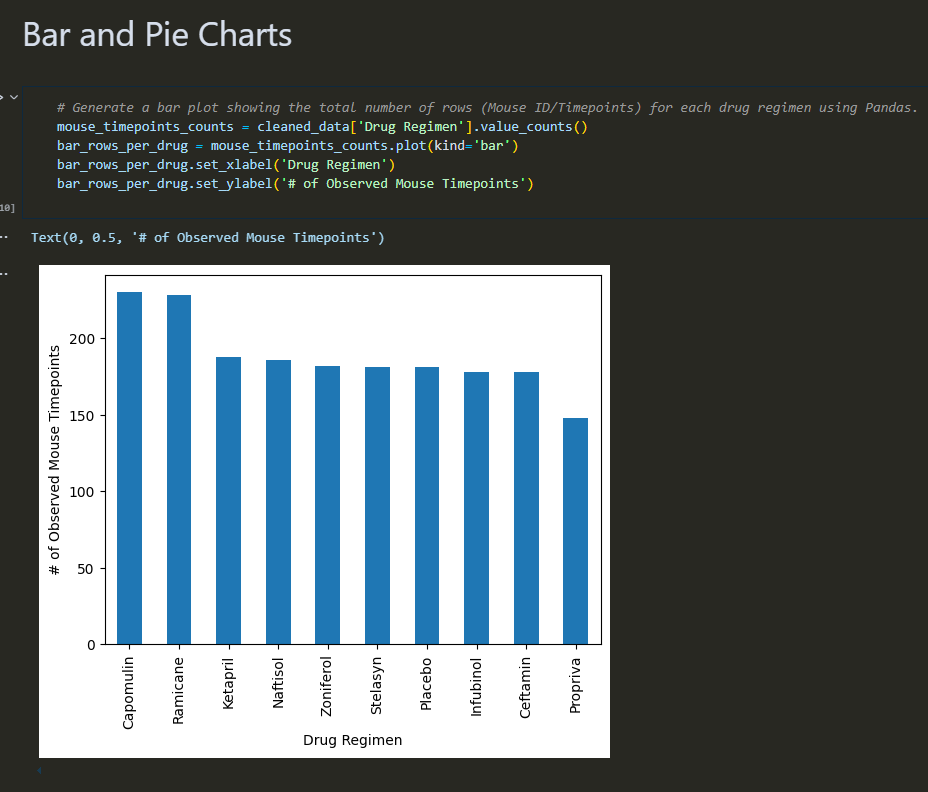 Bar and Pie Charts
# Generate a bar plot showing the total number of rows (Mouse ID/Timepoints) for each drug regimen using Pandas.
mouse_timepoints_counts = cleaned_data['Drug Regimen'].value_counts()
bar_rows_per_drug = mouse_timepoints_counts.plot(kind='bar')
bar_rows_per_drug.set_xlabel('Drug Regimen')
bar_rows_per_drug.set_ylabel('# of Observed Mouse Timepoints')
10]
Text(0, 0.5, '# of Observed Mouse Timepoints')
# of Observed Mouse Timepoints
200
150
100
50
0
Capomulin
Ramicane
Ketapril
Naftisol
Zoniferol
Stelasyn
Placebo
Infubinol
Ceftamin
Propriva
Drug Regimen